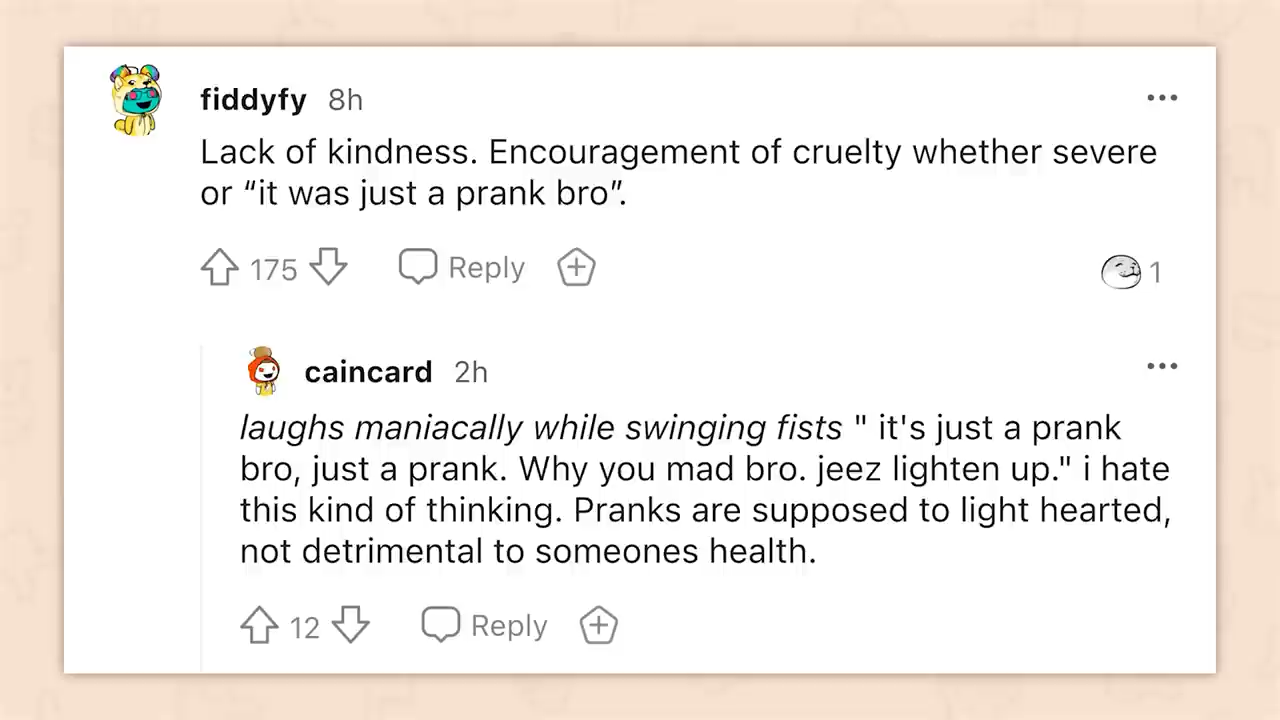 fiddyfy 8h
Lack of kindness. Encouragement of cruelty whether severe
or “it was just a prank bro”.
175 Reply 1
caincard 2h
laughs maniacally while swinging fists " it's just a prank
bro, just a prank. Why you mad bro. jeez lighten up." i hate
this kind of thinking. Pranks are supposed to light hearted,
not detrimental to someones health.
12 Reply